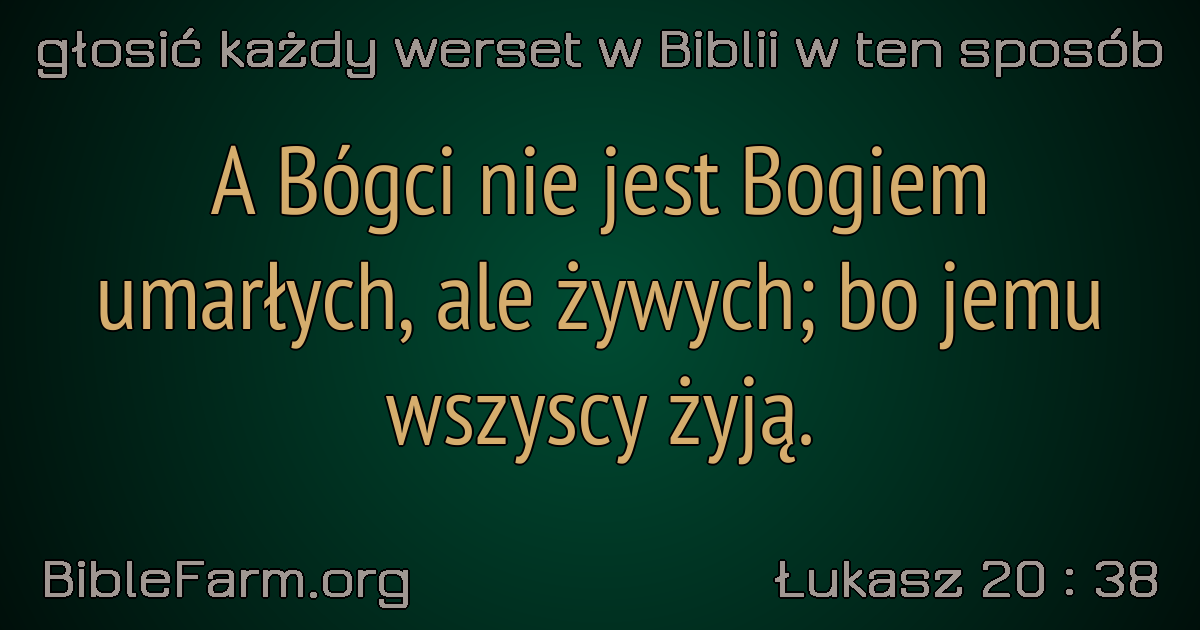 głosić każdy werset w Biblii w ten sposób
A Bógci nie jest Bogiem
umarłych, ale żywych; bo jemu
wszyscy żyją.
BibleFarm.org
Łukasz 20 : 38